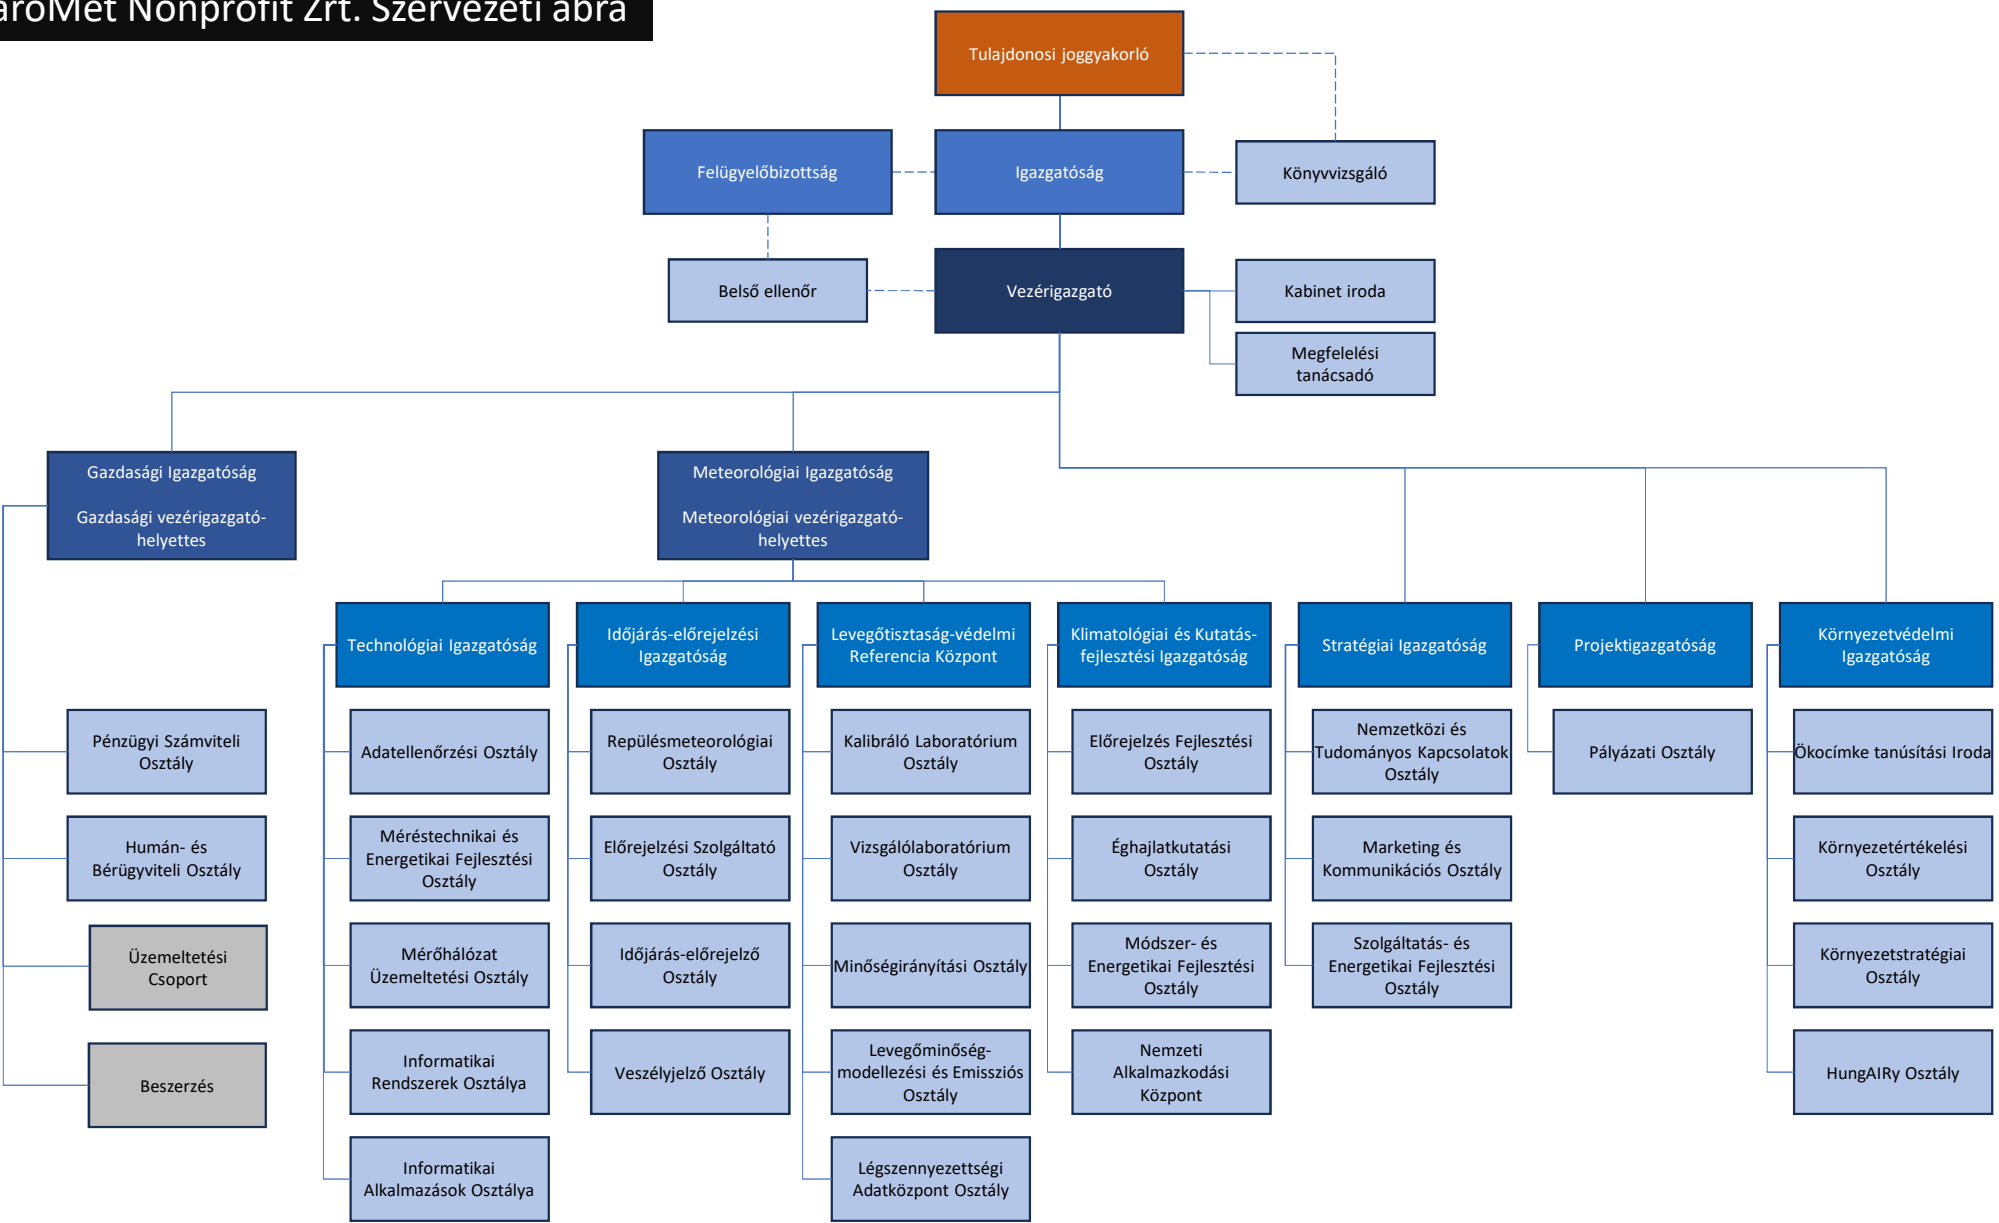 Nonprofit Zrt. Szervezeti ábra
Tulajdonosi joggyakorló
Felügyelőbizottság
Igazgatóság
Könyvvizsgáló
Belső ellenőr
Vezérigazgató
Kabinet iroda
Megfelelési
tanácsadó
Gazdasági Igazgatóság
Gazdasági vezérigazgató-
helyettes
Meteorológiai Igazgatóság
Meteorológiai vezérigazgató-
helyettes
Technológiai Igazgatóság
Időjárás-előrejelzési
Igazgatóság
Levegőtisztaság-védelmi
Referencia Központ
Klimatológiai és Kutatás-
fejlesztési Igazgatóság
Stratégiai Igazgatóság
Projektigazgatóság
Környezetvédelmi
Igazgatóság
Pénzügyi Számviteli
Osztály
Humán- és
Bérügyviteli Osztály
Üzemeltetési
Csoport
Beszerzés
Adatellenőrzési Osztály
Méréstechnikai és
Energetikai Fejlesztési
Osztály
Mérőhálózat
Üzemeltetési Osztály
Informatikai
Rendszerek Osztálya
Informatikai
Alkalmazások Osztálya
Repülésmeteorológiai
Osztály
Előrejelzési Szolgáltató
Osztály
Időjárás-előrejelző
Osztály
Veszélyjelző Osztály
Kalibráló Laboratórium
Osztály
Vizsgálólaboratórium
Osztály
Minőségirányítási Osztály
Levegőminőség-
modellezési és Emissziós
Osztály
Légszennyezettségi
Adatközpont Osztály
Előrejelzés Fejlesztési
Osztály
Éghajlatkutatási
Osztály
Módszer- és
Energetikai Fejlesztési
Osztály
Nemzeti
Alkalmazkodási
Központ
Nemzetközi és
Tudományos Kapcsolatok
Osztály
Marketing és
Kommunikációs Osztály
Szolgáltatás- és
Energetikai Fejlesztési
Osztály
Pályázati Osztály
Ökocímke tanúsítási Iroda
Környezetértékelési
Osztály
Környezetstratégiai
Osztály
HungAIRy Osztály